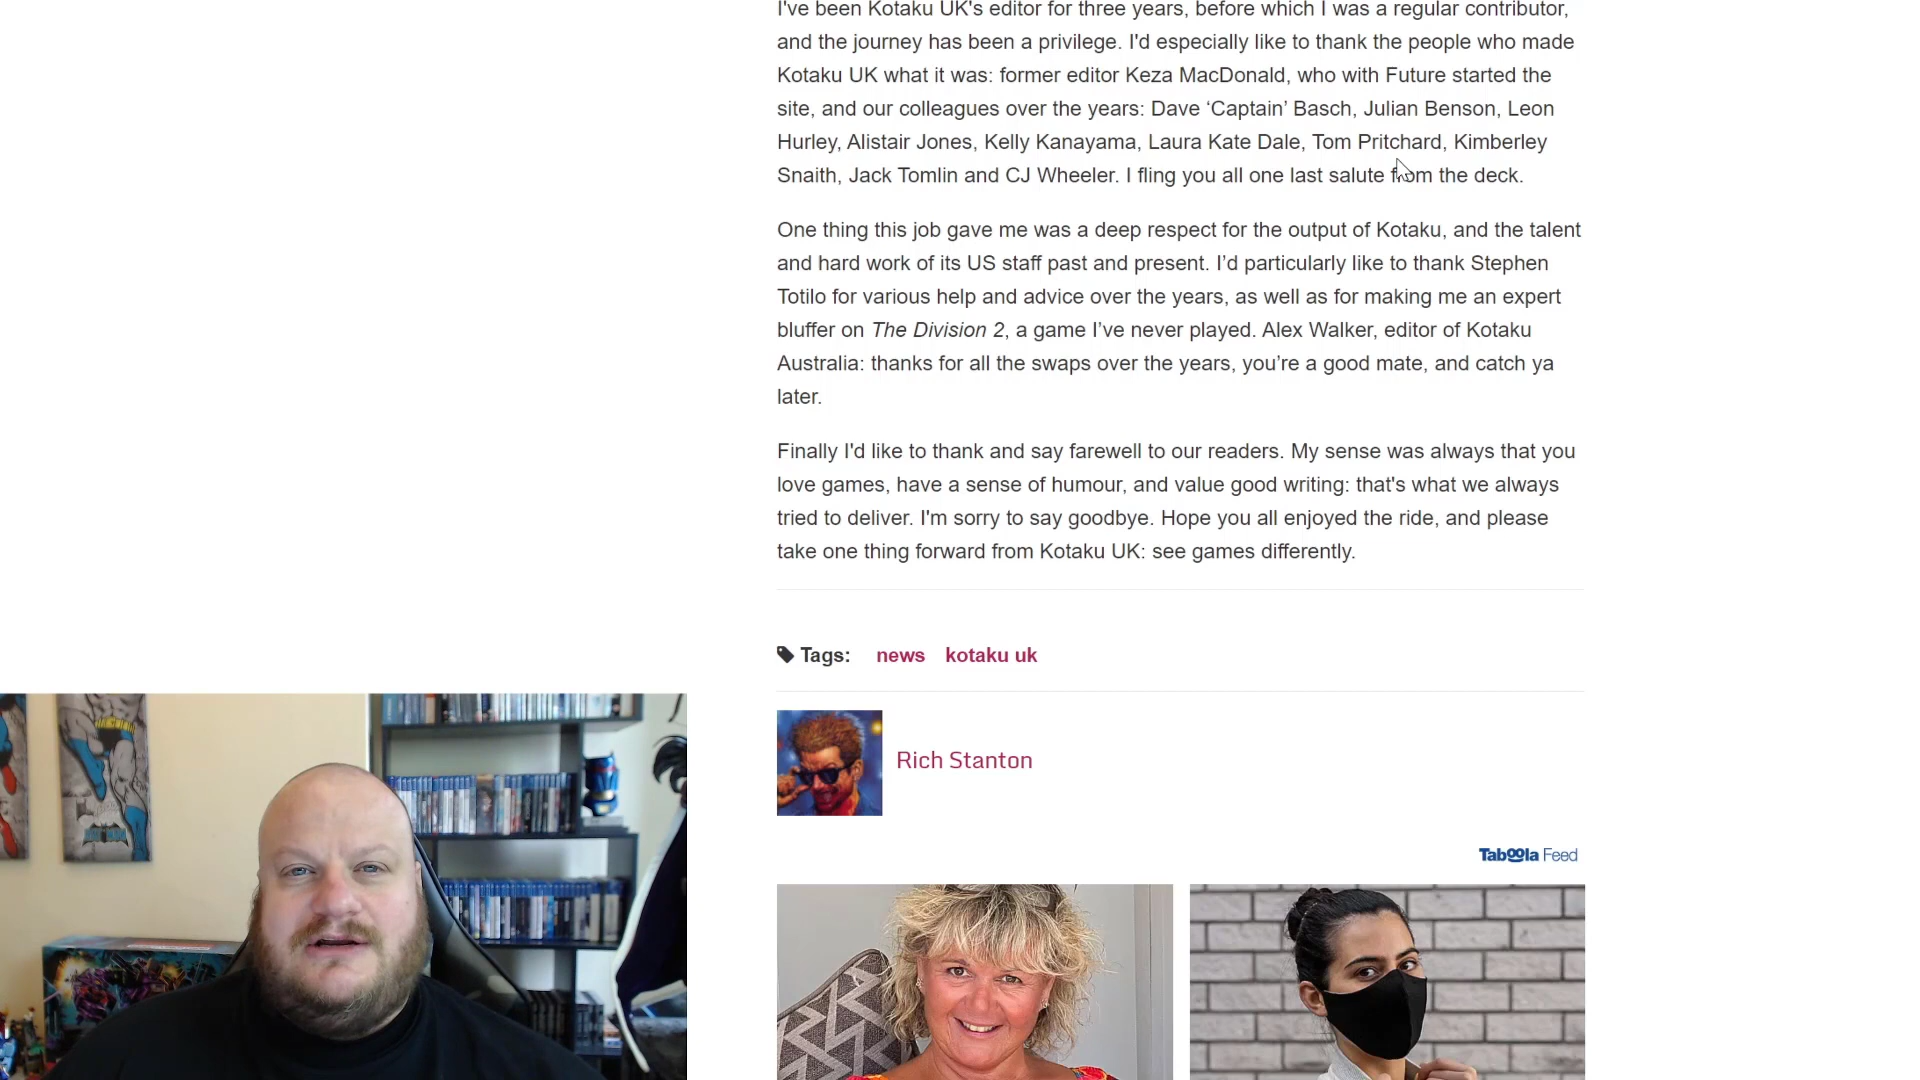 I've been Kotaku UK's editor for three years, before which I was a regular contributor,
and the journey has been a privilege. I'd especially like to thank the people who made
Kotaku UK what it was: former editor Keza MacDonald, who with Future started the
site, and our colleagues over the years: Dave ‘Captain’ Basch, Julian Benson, Leon
Hurley, Alistair Jones, Kelly Kanayama, Laura Kate Dale, Tom Pritchard, Kimberley
Snaith, Jack Tomlin and CJ Wheeler. I fling you all one last salute from the deck.
One thing this job gave me was a deep respect for the output of Kotaku, and the talent
and hard work of its US staff past and present. I’d particularly like to thank Stephen
Totilo for various help and advice over the years, as well as for making me an expert
bluffer on The Division 2, a game I’ve never played. Alex Walker, editor of Kotaku
Australia: thanks for all the swaps over the years, you’re a good mate, and catch ya
later.
Finally I'd like to thank and say farewell to our readers. My sense was always that you
love games, have a sense of humour, and value good writing: that's what we always
tried to deliver. I'm sorry to say goodbye. Hope you all enjoyed the ride, and please
take one thing forward from Kotaku UK: see games differently.
Tags: news kotaku uk
Rich Stanton
Taboola Feed